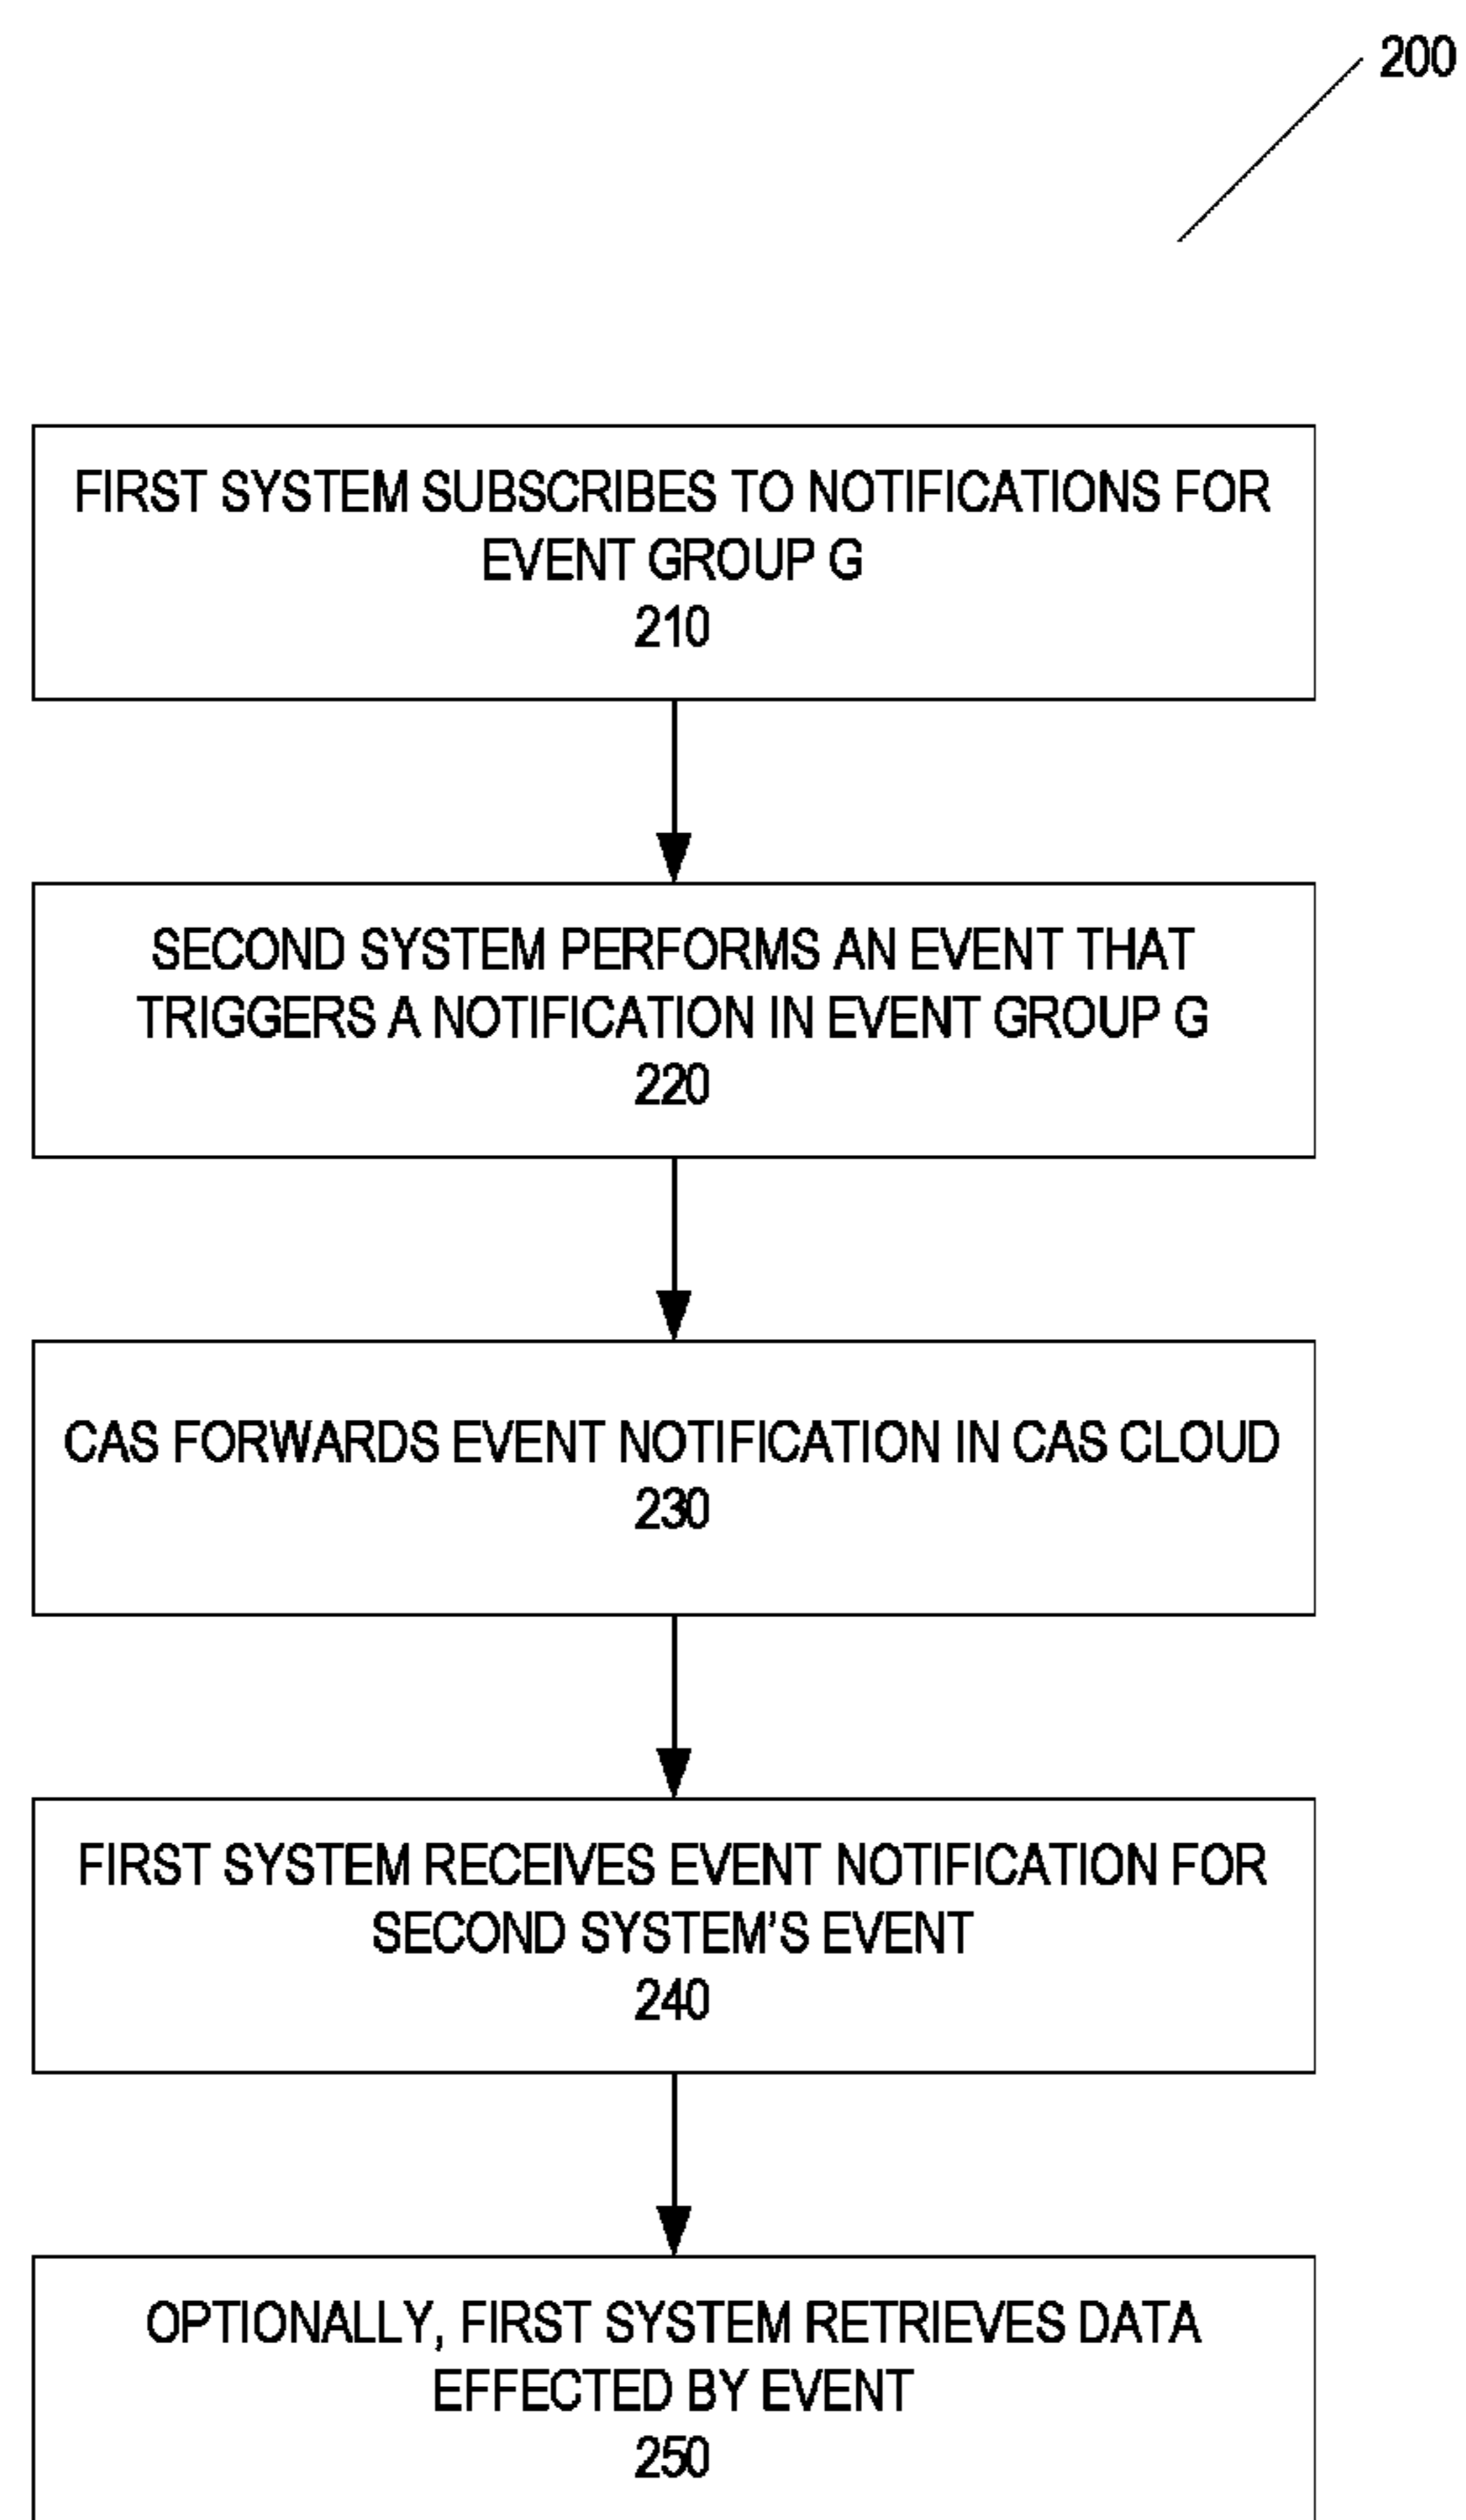 200
FIRST SYSTEM SUBSCRIBES TO NOTIFICATIONS FOR
EVENT GROUP G
210
SECOND SYSTEM PERFORMS AN EVENT THAT
TRIGGERS A NOTIFICATION IN EVENT GROUP G
220
CAS FORWARDS EVENT NOTIFICATION IN CAS CLOUD
230
FIRST SYSTEM RECEIVES EVENT NOTIFICATION FOR
SECOND SYSTEM'S EVENT
240
OPTIONALLY, FIRST SYSTEM RETRIEVES DATA
EFFECTED BY EVENT
250